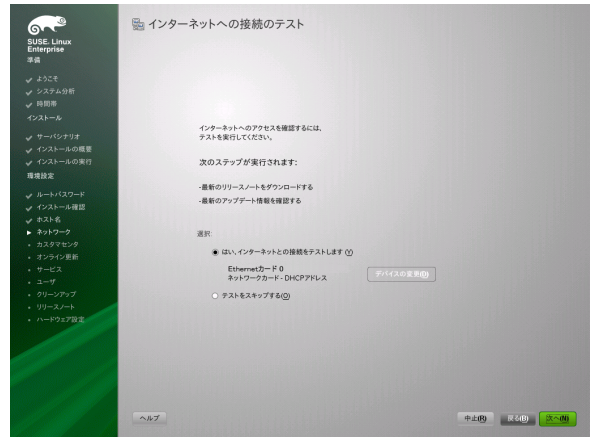 SUSE. Linux
Enterprise
準備
ようこそ
システム分析
時間帯
インストール
サーバシナリオ
インストールの概要
インストールの実行
環境設定
ルートパスワード
インストール確認
ホスト名
ネットワーク
カスタマセンタ
オンライン更新
サービス
ユーザ
クリーンアップ
リリースノート
ハードウェア設定
インターネットへの接続のテスト
インターネットへのアクセスを確認するには、
テストを実行してください。
次のステップが実行されます:
-最新のリリースノートをダウンロードする
-最新のアップデート情報を確認する
選択:
はい、インターネットとの接続をテストします (Y)
Ethernetカード 0
ネットワークカード - DHCPアドレス
デバイスの変更(G)
テストをスキップする(O)
ヘルプ
中止(R)
戻る(B)
次へ(N)